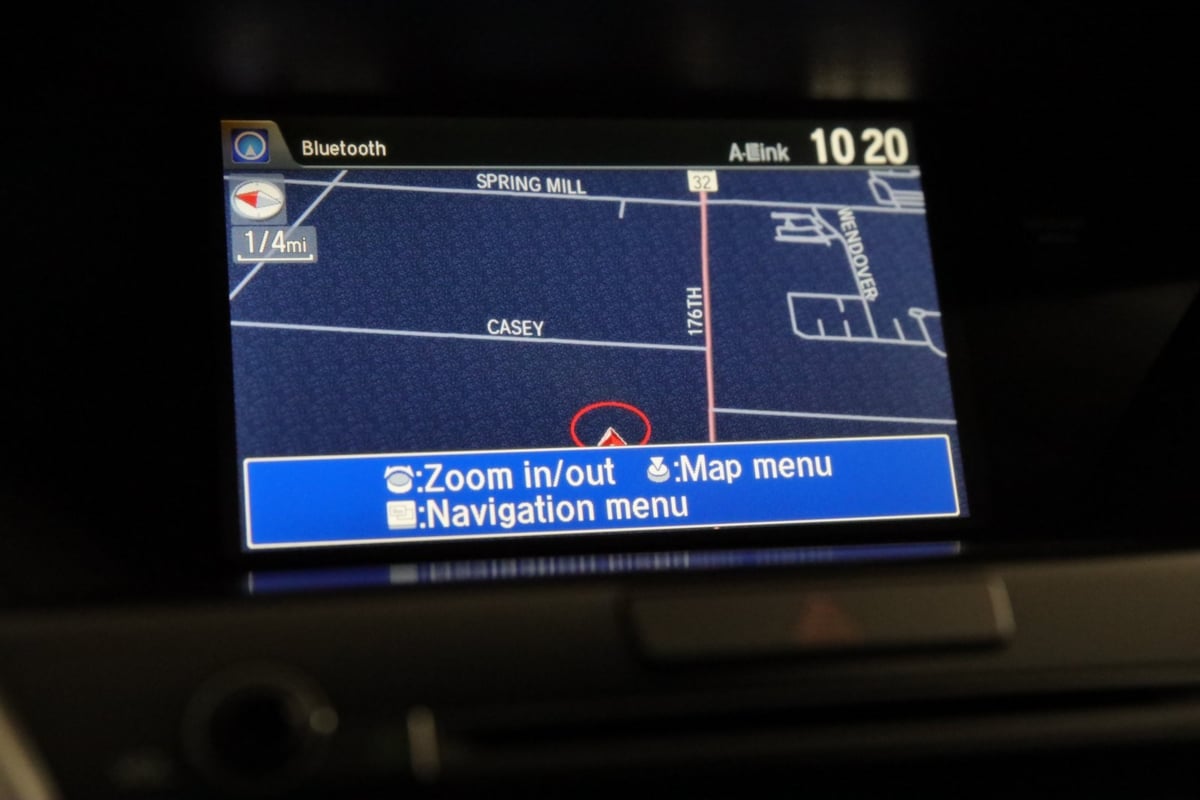 Bluetooth
A-Link
10 20
SPRING MILL
32
1/4mi
WENDOVER
176TH
CASEY
:Zoom in/out :Map menu
:Navigation menu